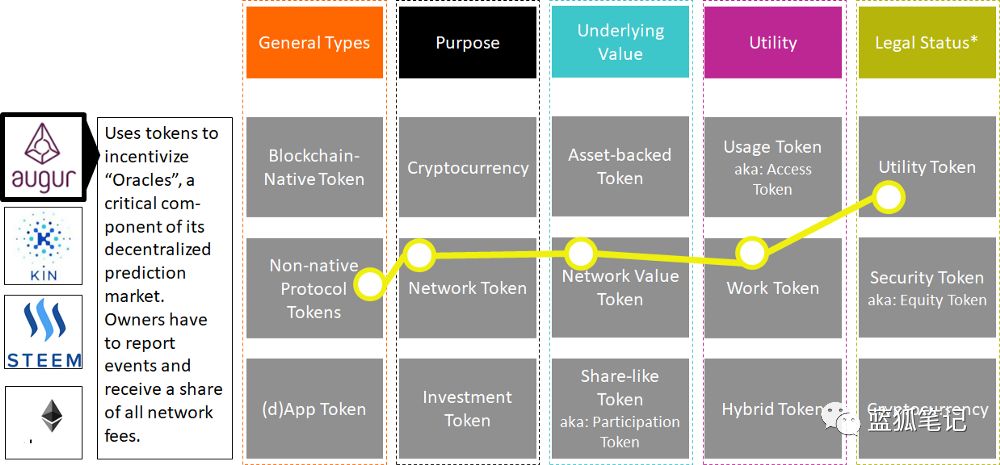 General Types
Purpose
Underlying
Value
Utility
Legal Status*
augur
KIN
STEEM
Uses tokens to
incentivize
“Oracles”, a
critical com-
ponent of its
decentralized
prediction
market.
Owners have
to report
events and
receive a share
of all network
fees.
Blockchain-
Native Token
Cryptocurrency
Asset-backed
Token
Usage Token
aka: Access
Token
Utility Token
Non-native
Protocol
Tokens
Network Token
Network Value
Token
Work Token
Security Token
aka: Equity Token
(d)App Token
Investment
Token
Share-like
Token
aka: Participation
Token
Hybrid Token
Cryptocurrency
蓝狐笔记